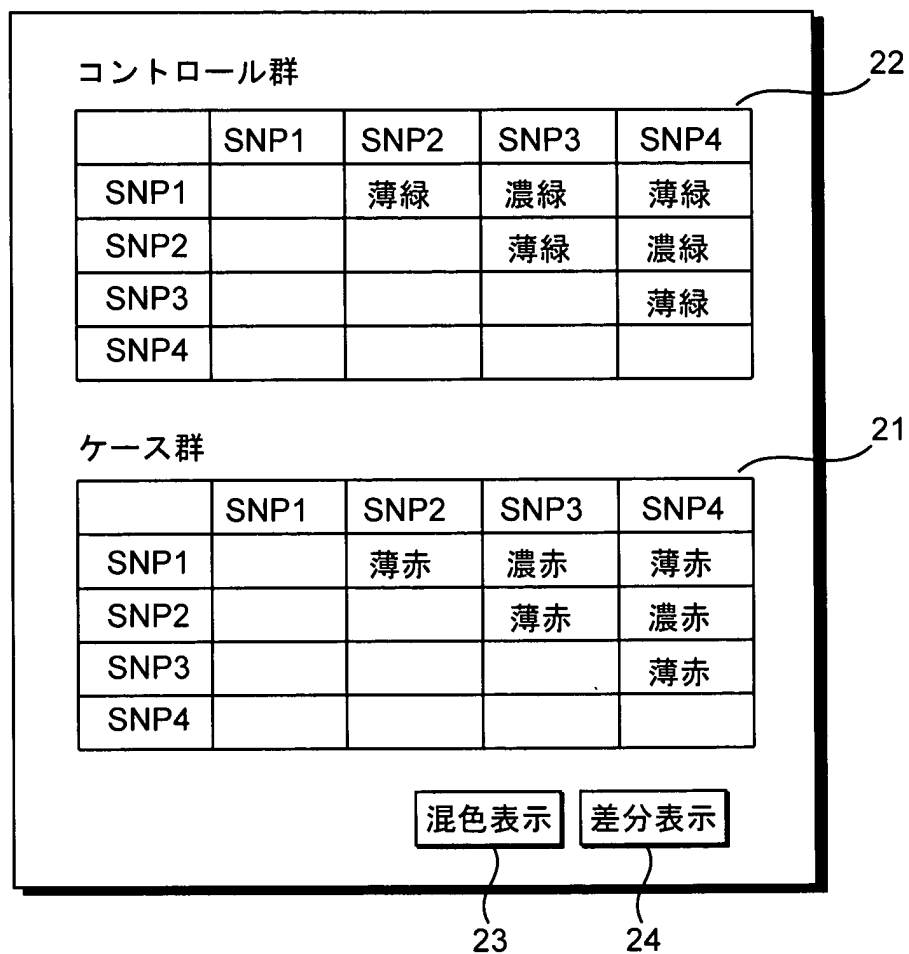 コントロール群
22
SNP1 SNP2 SNP3 SNP4
SNP1 薄緑 濃緑 薄緑
SNP2 薄緑 濃緑
SNP3 薄緑
SNP4
ケース群
21
SNP1 SNP2 SNP3 SNP4
SNP1 薄赤 濃赤 薄赤
SNP2 薄赤 濃赤
SNP3 薄赤
SNP4
混色表示 差分表示
23 24